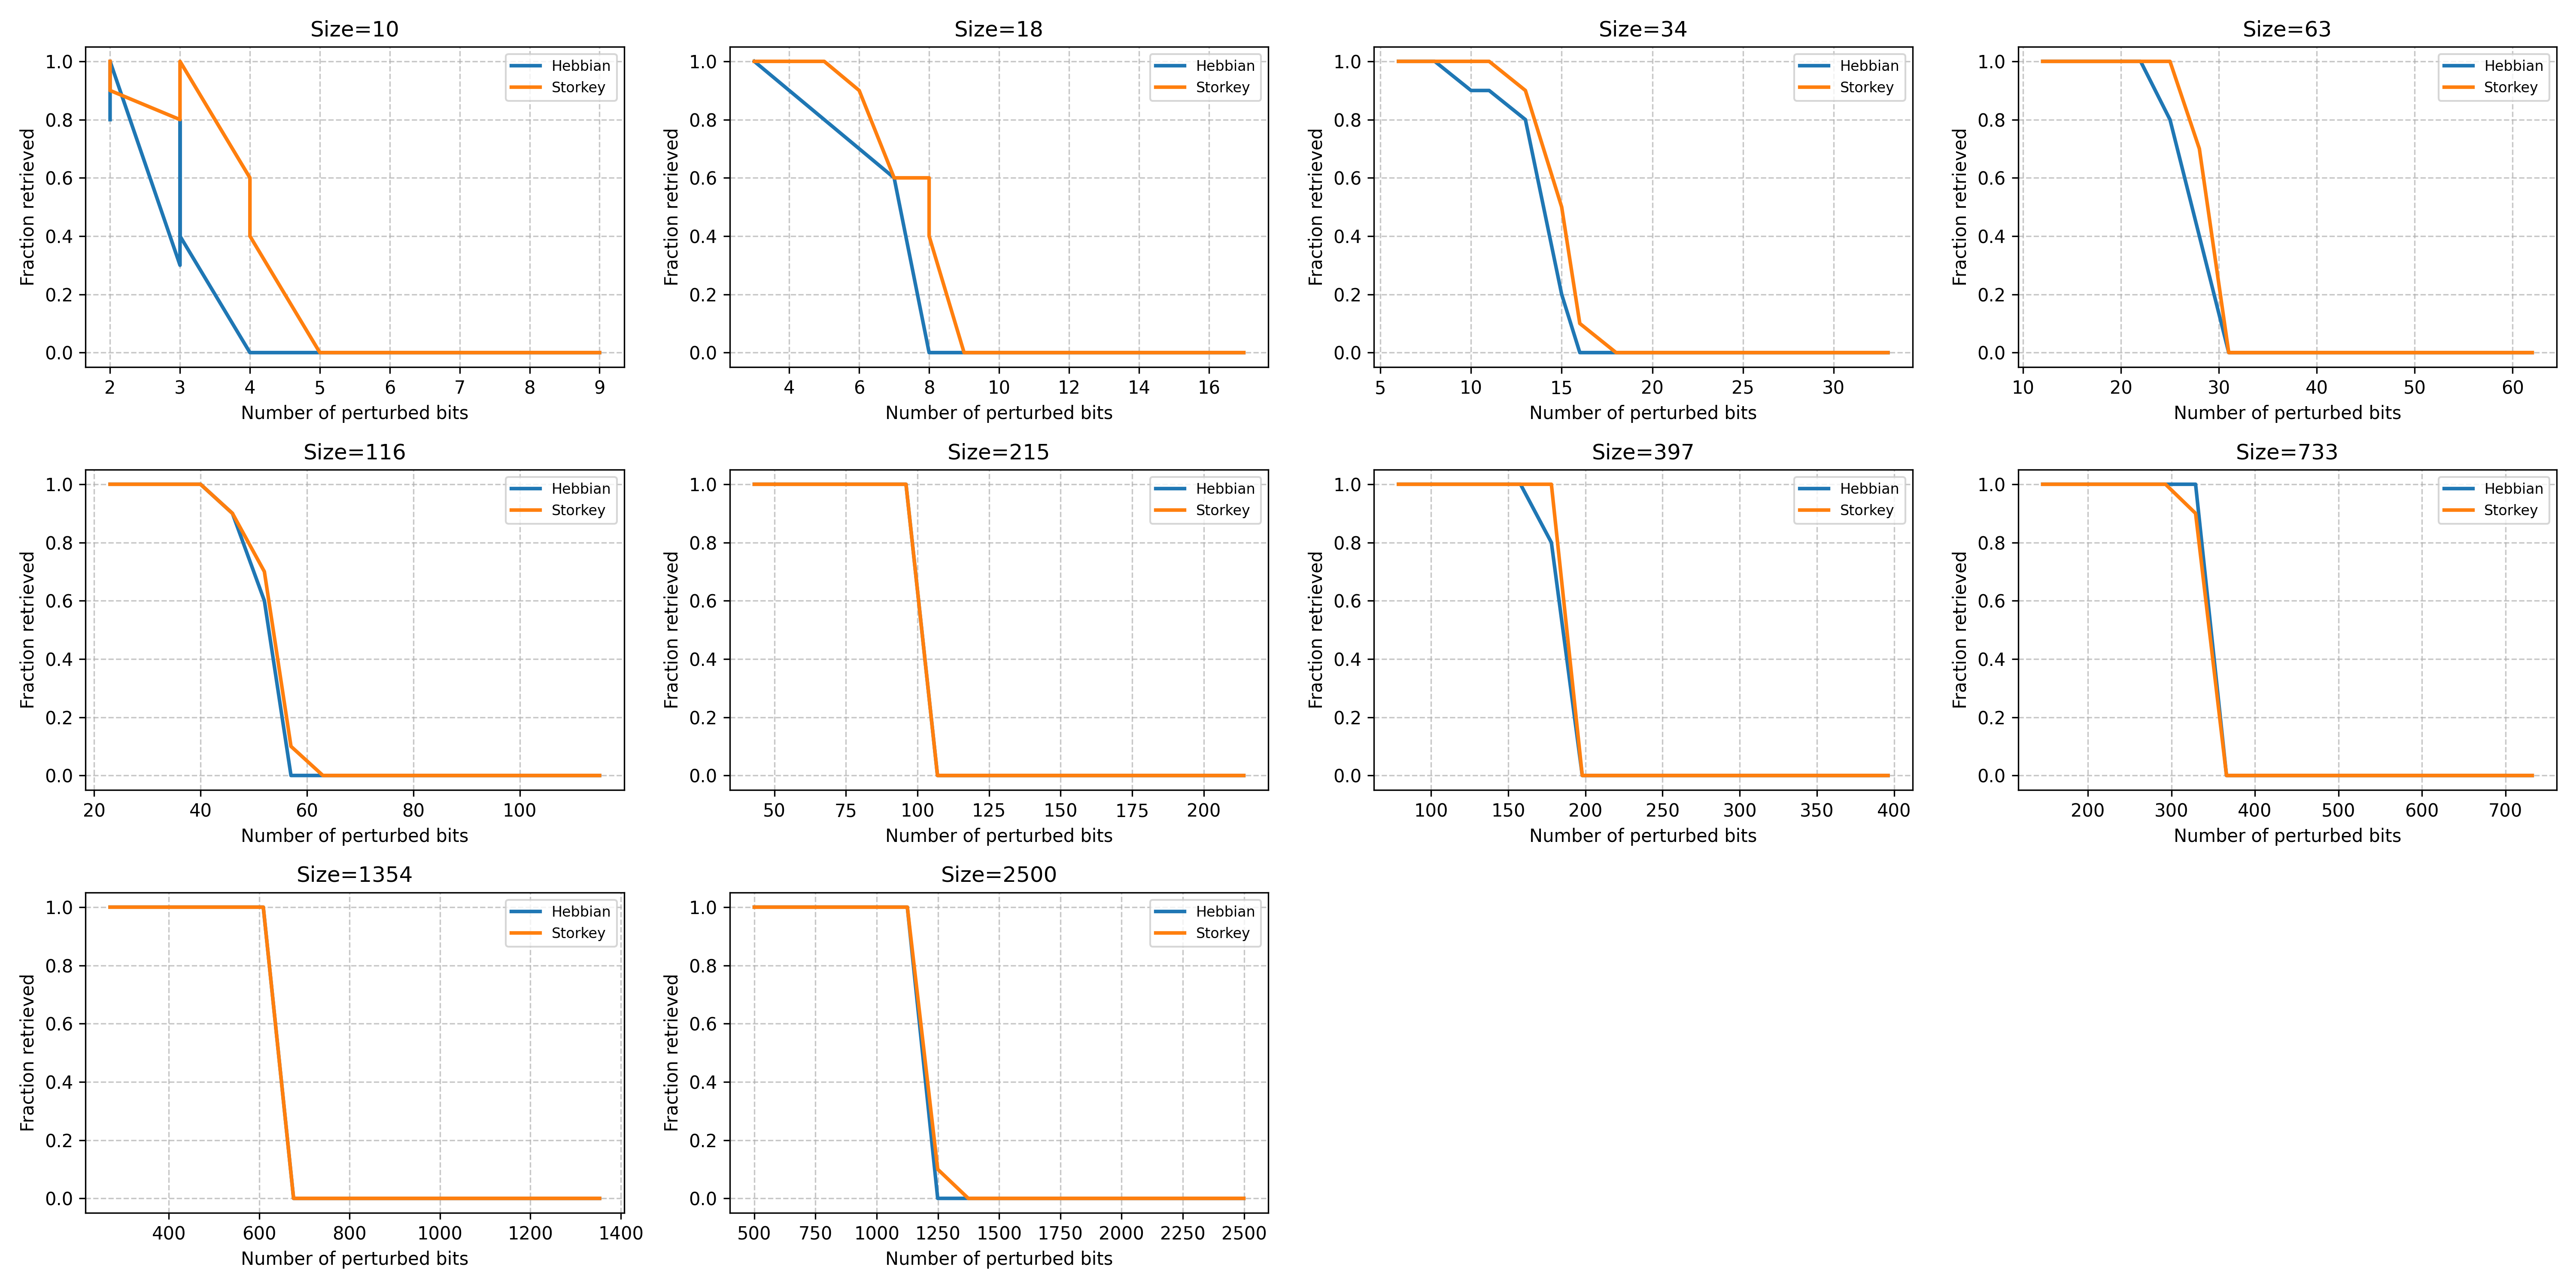 Size=10
1.0
0.8
0.6
0.4
0.2
0.0
Fraction retrieved
Hebbian
Storkey
2 3 4 5 6 7 8 9
Number of perturbed bits
Size=18
1.0
0.8
0.6
0.4
0.2
0.0
Fraction retrieved
Hebbian
Storkey
4 6 8 10 12 14 16
Number of perturbed bits
Size=34
1.0
0.8
0.6
0.4
0.2
0.0
Fraction retrieved
Hebbian
Storkey
5 10 15 20 25 30
Number of perturbed bits
Size=63
1.0
0.8
0.6
0.4
0.2
0.0
Fraction retrieved
Hebbian
Storkey
10 20 30 40 50 60
Number of perturbed bits
Size=116
1.0
0.8
0.6
0.4
0.2
0.0
Fraction retrieved
Hebbian
Storkey
20 40 60 80 100
Number of perturbed bits
Size=215
1.0
0.8
0.6
0.4
0.2
0.0
Fraction retrieved
Hebbian
Storkey
50 75 100 125 150 175 200
Number of perturbed bits
Size=397
1.0
0.8
0.6
0.4
0.2
0.0
Fraction retrieved
Hebbian
Storkey
100 150 200 250 300 350 400
Number of perturbed bits
Size=733
1.0
0.8
0.6
0.4
0.2
0.0
Fraction retrieved
Hebbian
Storkey
200 300 400 500 600 700
Number of perturbed bits
Size=1354
1.0
0.8
0.6
0.4
0.2
0.0
Fraction retrieved
Hebbian
Storkey
400 600 800 1000 1200 1400
Number of perturbed bits
Size=2500
1.0
0.8
0.6
0.4
0.2
0.0
Fraction retrieved
Hebbian
Storkey
500 750 1000 1250 1500 1750 2000 2250 2500
Number of perturbed bits